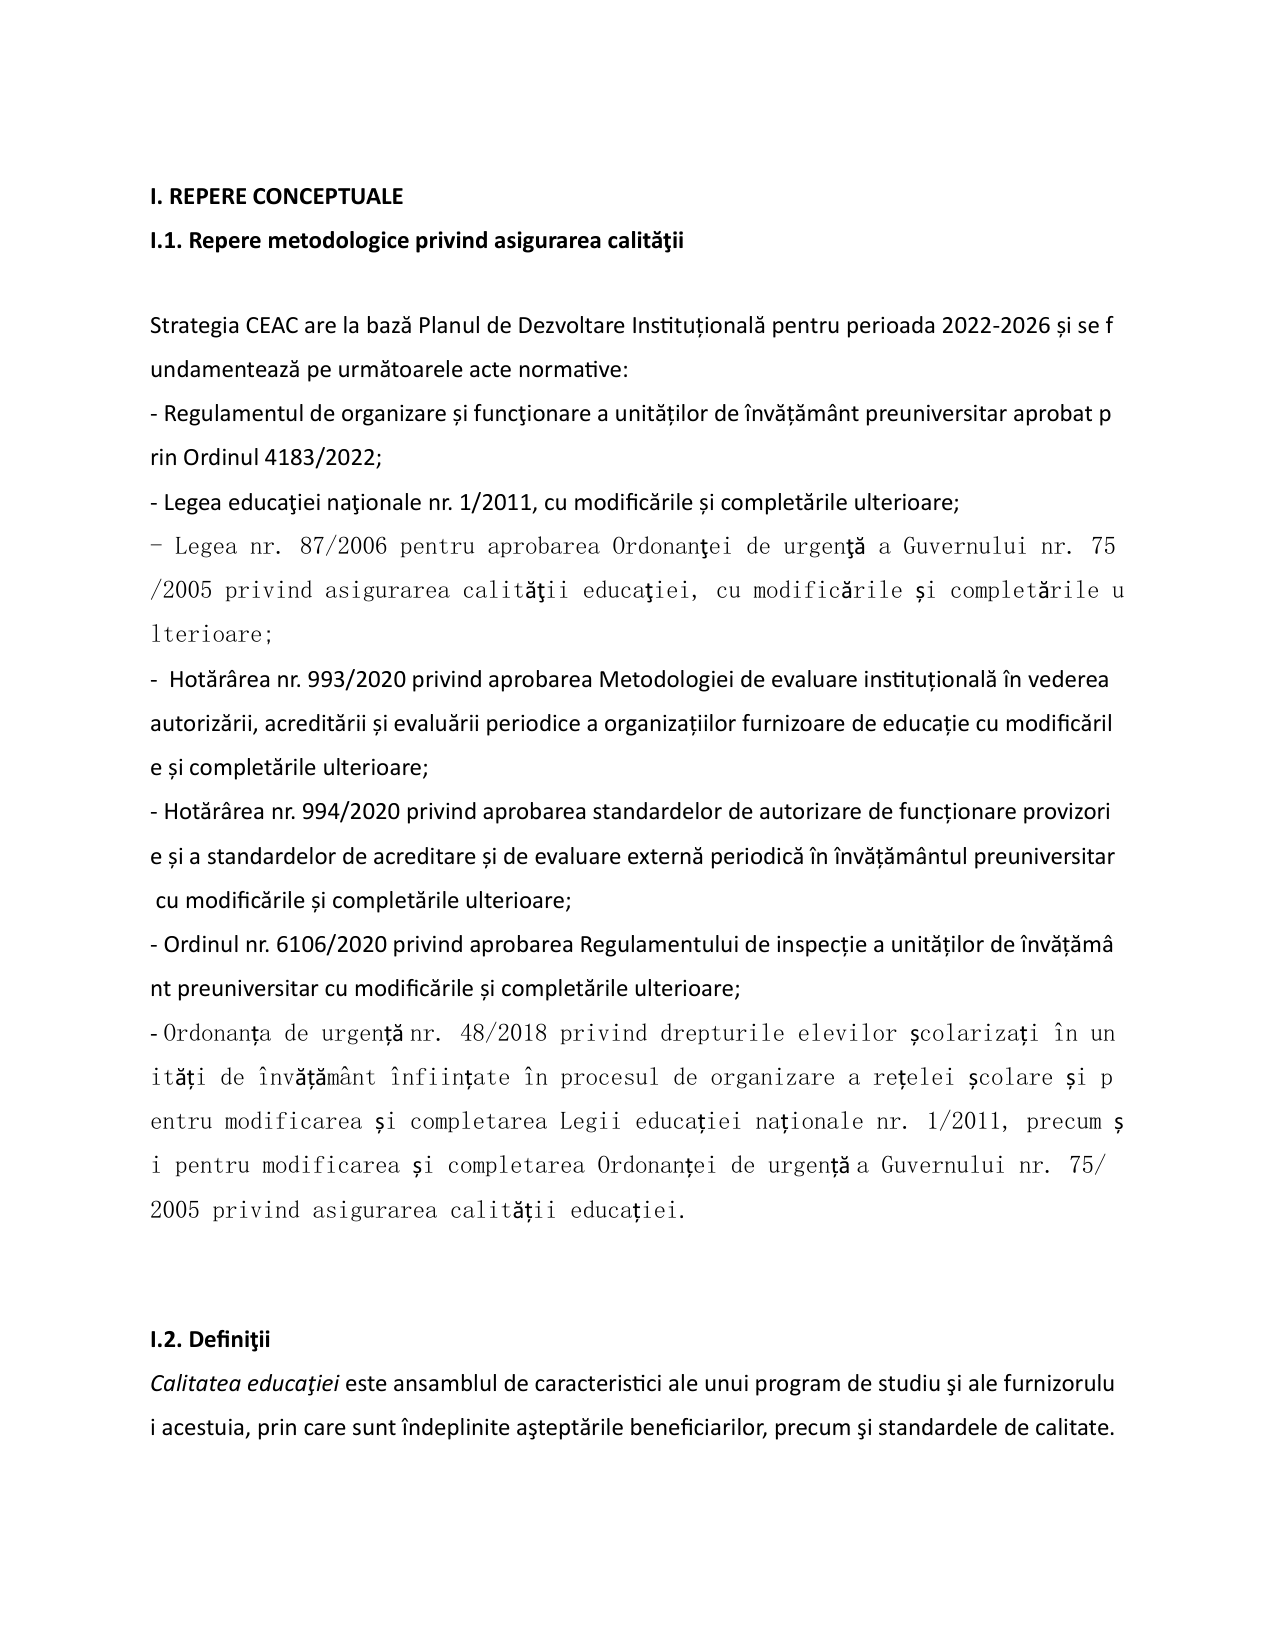 I. REPERE CONCEPTUALE
I.1. Repere metodologice privind asigurarea calităţii
Strategia CEAC are la bază Planul de Dezvoltare Instituțională pentru perioada 2022-2026 și se f
undamentează pe următoarele acte normative:
- Regulamentul de organizare și funcţionare a unităților de învățământ preuniversitar aprobat p
rin Ordinul 4183/2022;
- Legea educaţiei naţionale nr. 1/2011, cu modificările și completările ulterioare;
- Legea nr. 87/2006 pentru aprobarea Ordonanţei de urgenţă a Guvernului nr. 75
/2005 privind asigurarea calităţii educaţiei, cu modificările și completările u
lterioare;
-  Hotărârea nr. 993/2020 privind aprobarea Metodologiei de evaluare instituțională în vederea
autorizării, acreditării și evaluării periodice a organizațiilor furnizoare de educație cu modificăril
e și completările ulterioare;
- Hotărârea nr. 994/2020 privind aprobarea standardelor de autorizare de funcționare provizori
e și a standardelor de acreditare și de evaluare externă periodică în învățământul preuniversitar
cu modificările și completările ulterioare;
- Ordinul nr. 6106/2020 privind aprobarea Regulamentului de inspecție a unităților de învățămâ
nt preuniversitar cu modificările și completările ulterioare;
- Ordonanța de urgență nr. 48/2018 privind drepturile elevilor școlarizați în un
ități de învățământ înființate în procesul de organizare a rețelei școlare și p
entru modificarea și completarea Legii educației naționale nr. 1/2011, precum ș
i pentru modificarea și completarea Ordonanței de urgență a Guvernului nr. 75/
2005 privind asigurarea calității educației.
I.2. Definiţii
Calitatea educaţiei este ansamblul de caracteristici ale unui program de studiu şi ale furnizorulu
i acestuia, prin care sunt îndeplinite aşteptările beneficiarilor, precum şi standardele de calitate.